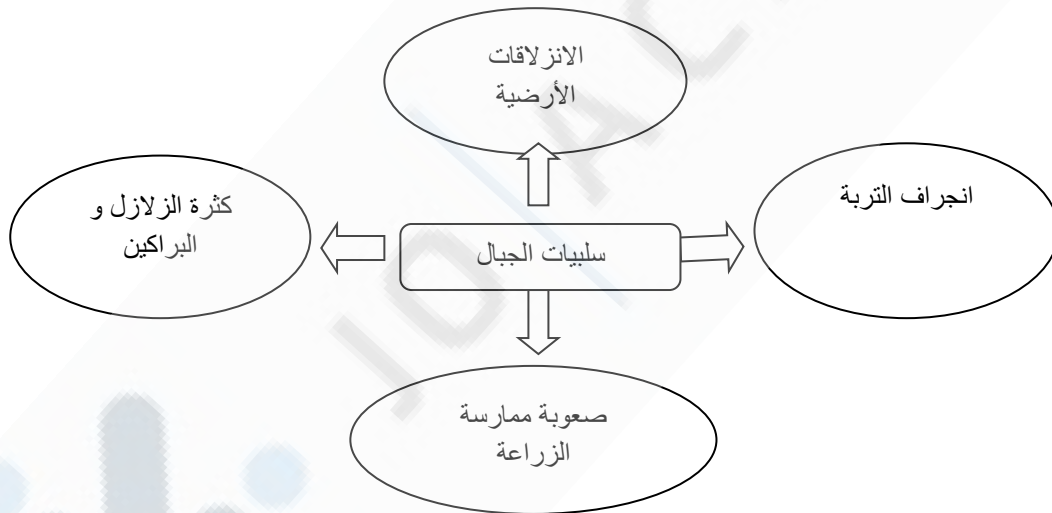 الانزلاقات
الأرضية
انجراف التربة
كثرة الزلازل و
البراكين
سلبيات الجبال
صعوبة ممارسة
الزراعة